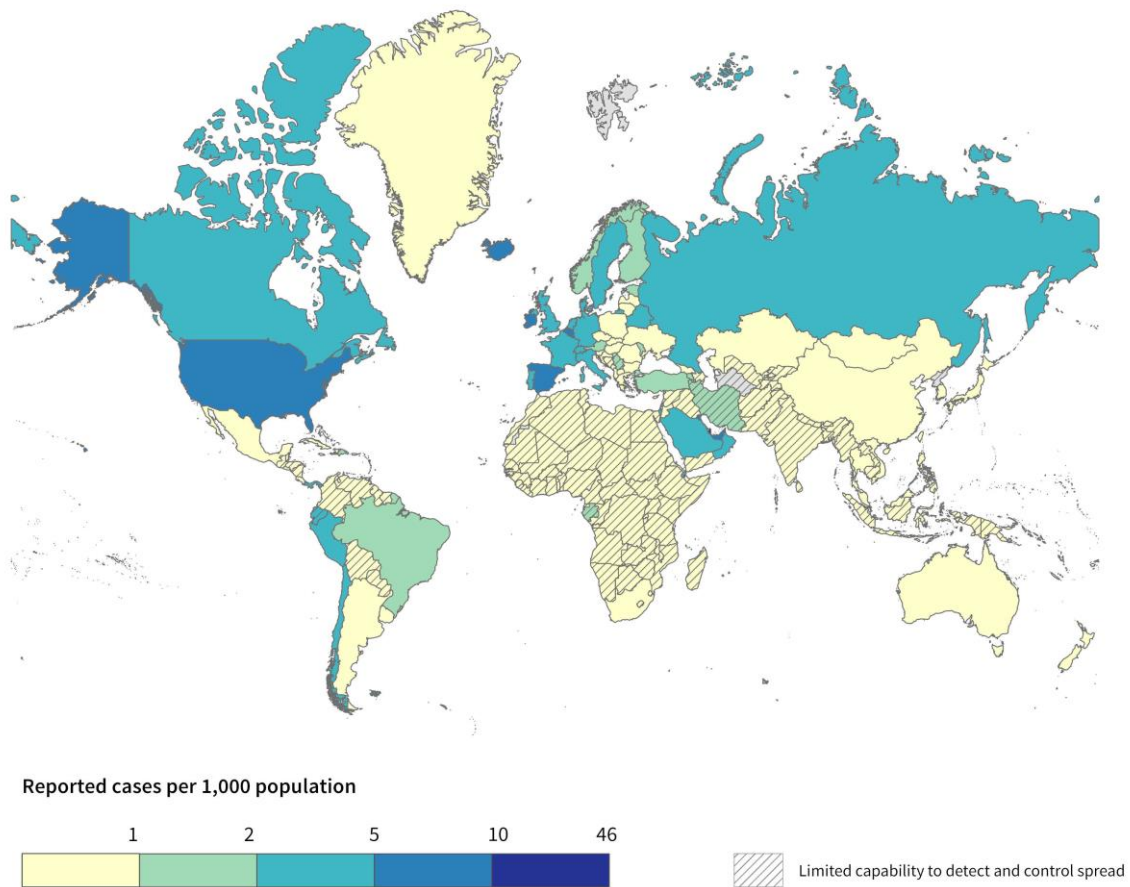 Reported cases per 1,000 population
1 2 5 10 46
Limited capability to detect and control spread